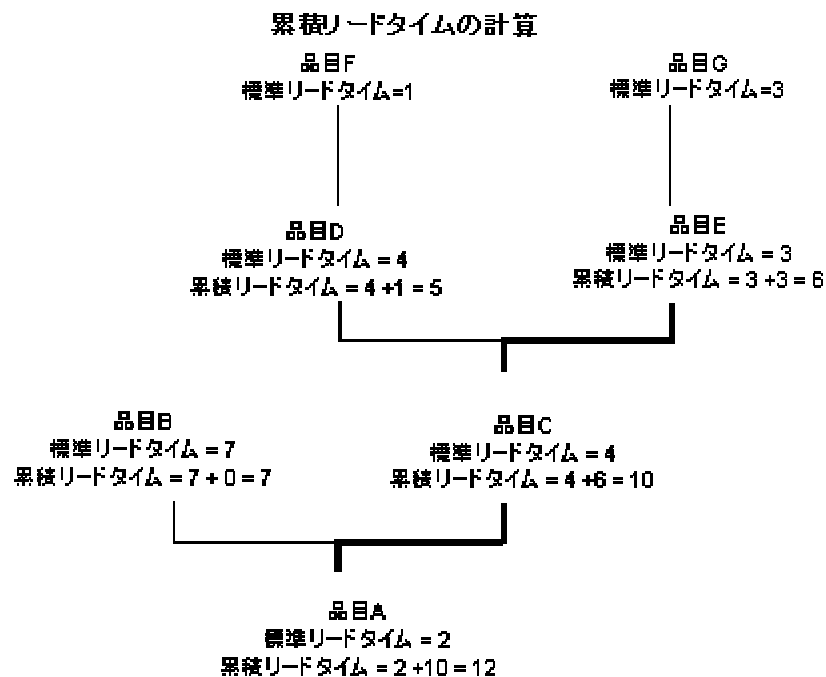 累積リードタイムの計算
品目F
標準リードタイム=1
品目G
標準リードタイム=3
品目D
標準リードタイム = 4
累積リードタイム = 4 +1 = 5
品目E
標準リードタイム = 3
累積リードタイム = 3 +3 = 6
品目B
標準リードタイム = 7
累積リードタイム = 7 + 0 = 7
品目C
標準リードタイム = 4
累積リードタイム = 4 +6 = 10
品目A
標準リードタイム = 2
累積リードタイム = 2 +10 = 12